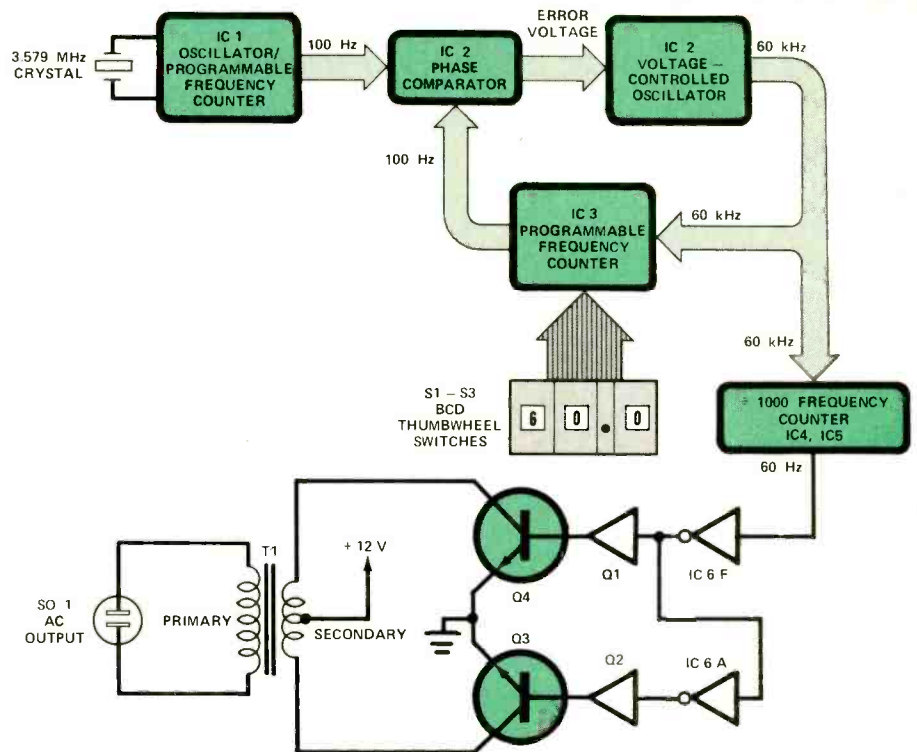 3.579 MHz
CRYSTAL
IC 1
OSCILLATOR/
PROGRAMMABLE
FREQUENCY
COUNTER
100 Hz
IC 2
PHASE
COMPARATOR
ERROR
VOLTAGE
IC 2
VOLTAGE –
CONTROLLED
OSCILLATOR
60 kHz
100 Hz
IC 3
PROGRAMMABLE
FREQUENCY
COUNTER
60 kHz
60 kHz
S1 – S3
BCD
THUMBWHEEL
SWITCHES
6 0 . 0
1000 FREQUENCY
COUNTER
IC4, IC5
60 Hz
SO 1
AC
OUTPUT
PRIMARY
T1
SECONDARY
+ 12 V
Q4
Q1
IC 6 F
Q3
Q2
IC 6 A